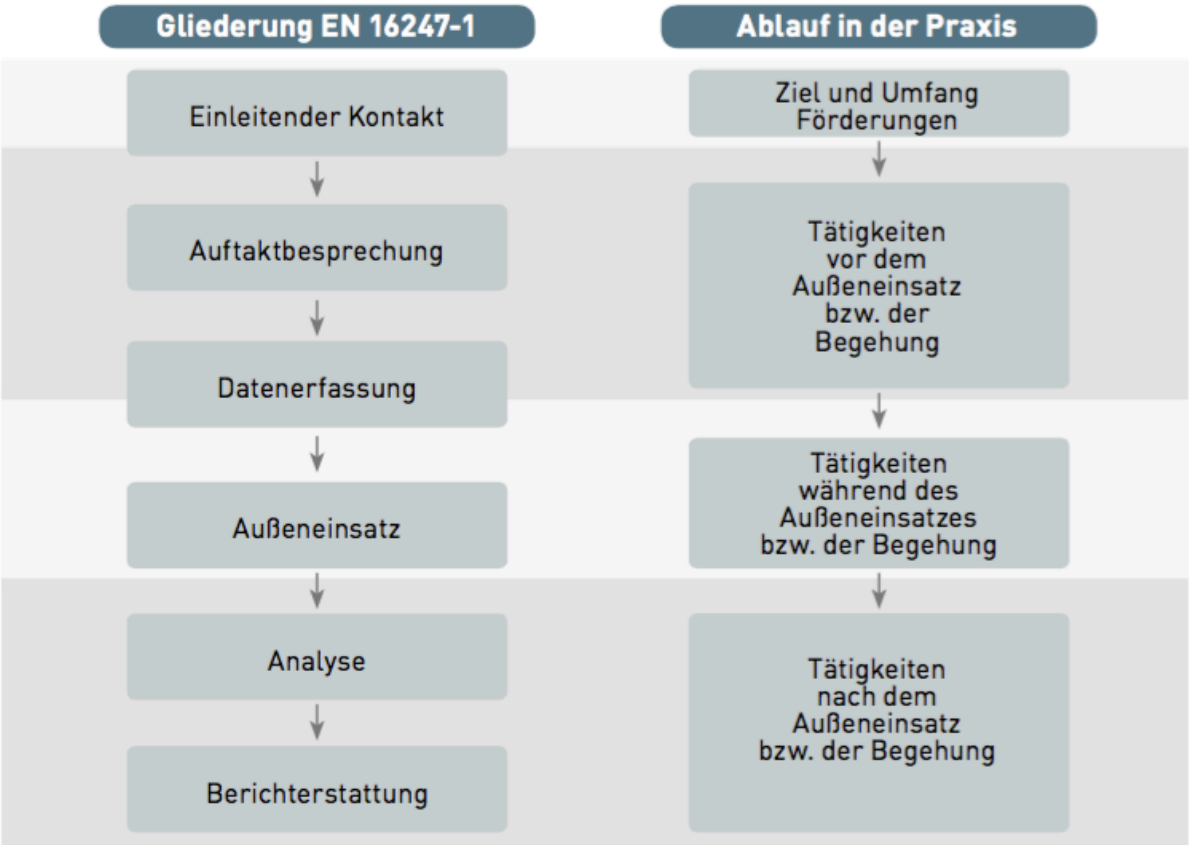 Gliederung EN 16247-1
Einleitender Kontakt
Auftaktbesprechung
Datenerfassung
Außeneinsatz
Analyse
Berichterstattung
Ablauf in der Praxis
Ziel und Umfang
Förderungen
Tätigkeiten
vor dem
Außeneinsatz
bzw. der
Begehung
Tätigkeiten
während des
Außeneinsatzes
bzw. der Begehung
Tätigkeiten
nach dem
Außeneinsatz
bzw. der Begehung